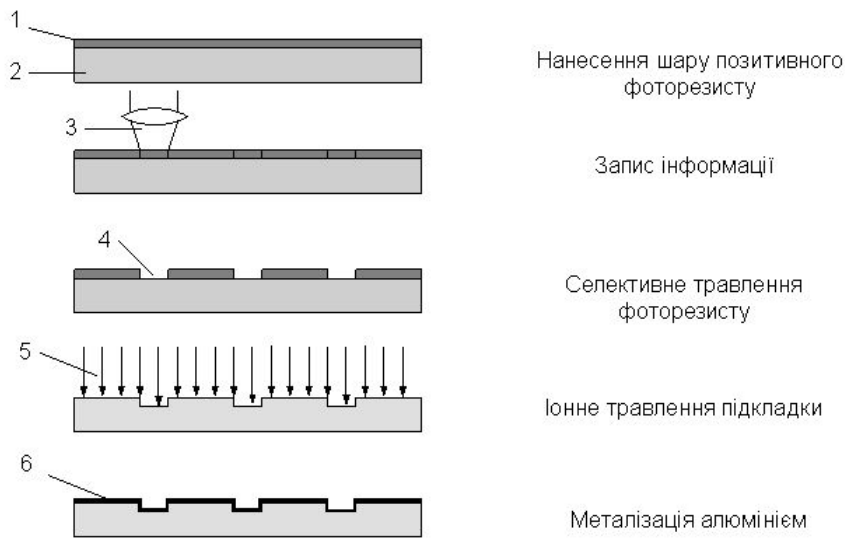 1
2
Нанесення шару позитивного
фоторезисту
3
Запис інформації
4
Селективне травлення
фоторезисту
5
Іонне травлення підкладки
6
Металізація алюмінієм